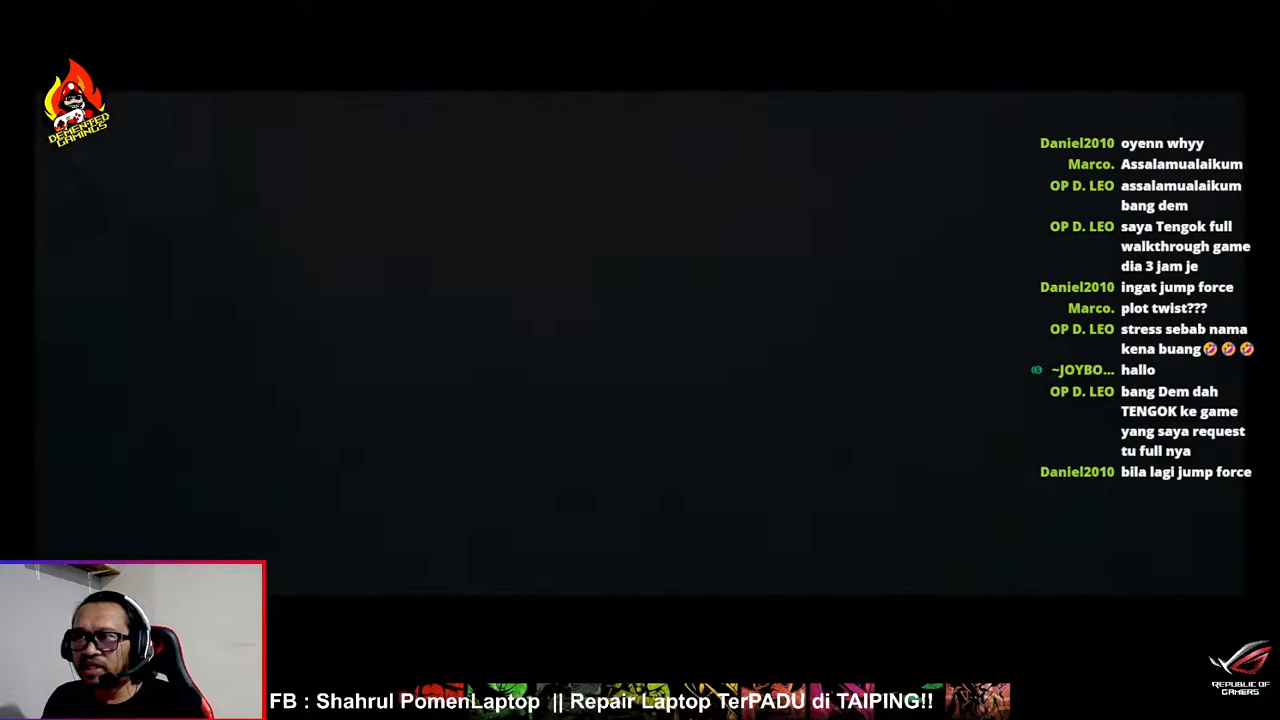 DEMENTED
GAMINGS
Daniel2010 oyenn whyy
Marco. Assalamualaikum
OP D. LEO assalamualaikum
bang dem
OP D. LEO saya Tengok full
walkthrough game
dia 3 jam je
Daniel2010 ingat jump force
Marco. plot twist???
OP D. LEO stress sebab nama
kena buang🤣🤣🤣
~JOYBO... hallo
OP D. LEO bang Dem dah
TENGOK ke game
yang saya request
tu full nya
Daniel2010 bila lagi jump force
REPUBLIC OF
GAMERS
FB : Shahrul PomenLaptop || Repair Laptop TerPADU di TAIPING!!